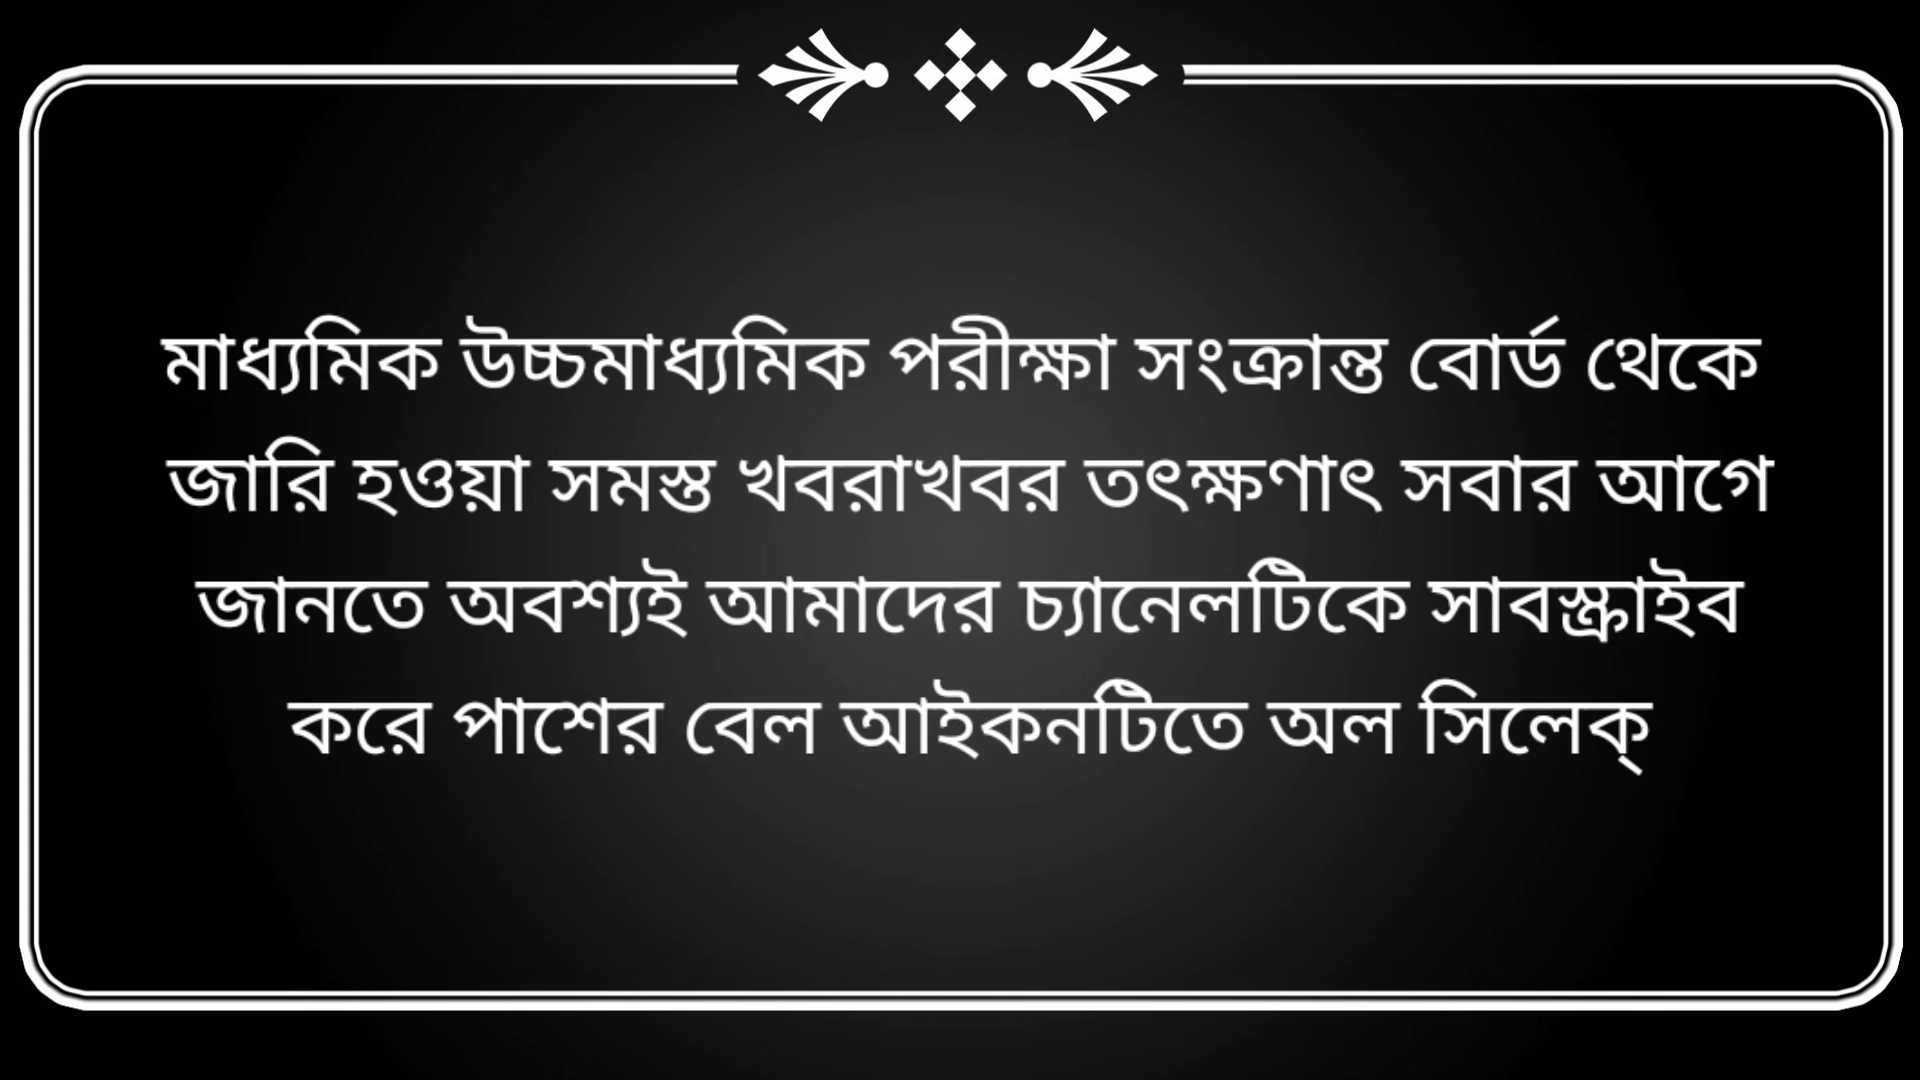 মাধ্যমিক উচ্চমাধ্যমিক পরীক্ষা সংক্রান্ত বোর্ড থেকে
জারি হওয়া সমস্ত খবরাখবর তৎক্ষণাৎ সবার আগে
জানতে অবশ্যই আমাদের চ্যানেলটিকে সাবস্ক্রাইব
করে পাশের বেল আইকনটিতে অল সিলেক্